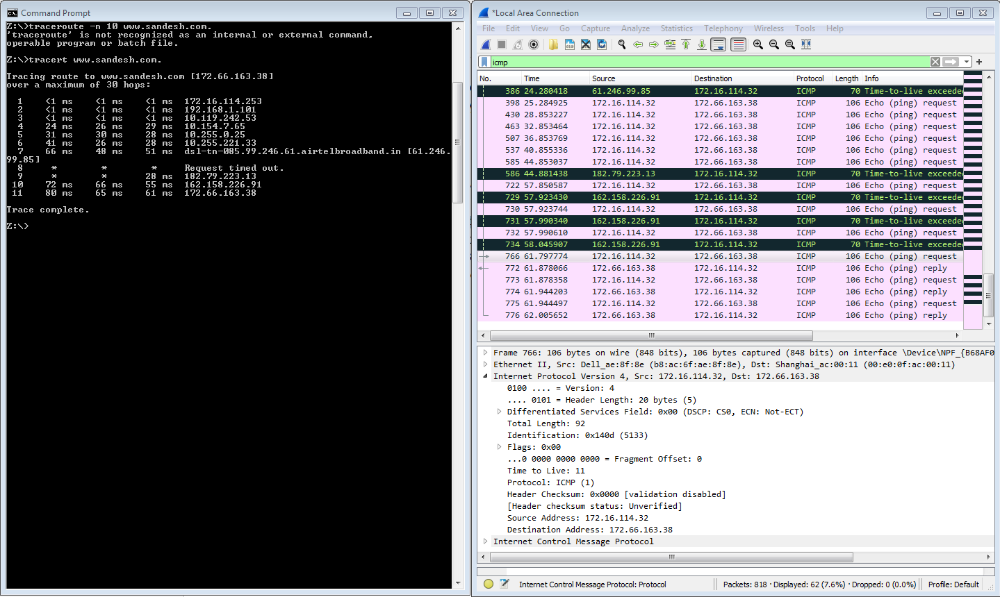 Command Prompt
Z:\>traceroute -n 10 www.sandesh.com.
'traceroute' is not recognized as an internal or external command,
operable program or batch file.
Z:\>tracert www.sandesh.com.
Tracing route to www.sandesh.com [172.66.163.38]
over a maximum of 30 hops:
1 <1 ms <1 ms <1 ms 172.16.114.253
2 <1 ms <1 ms <1 ms 192.168.1.101
3 <1 ms <1 ms <1 ms 10.119.242.53
4 24 ms 26 ms 29 ms 10.154.7.65
5 31 ms 30 ms 28 ms 10.255.0.25
6 41 ms 26 ms 28 ms 10.255.221.33
7 66 ms 48 ms 51 ms dsl-tn-085.99.246.61.airtelbroadband.in [61.246.
99.85]
8 * * * Request timed out.
9 * * 28 ms 182.79.223.13
10 72 ms 66 ms 55 ms 162.158.226.91
11 80 ms 65 ms 61 ms 172.66.163.38
Trace complete.
Z:\>
*Local Area Connection
File Edit View Go Capture Analyze Statistics Telephony Wireless Tools Help
icmp
No. Time Source Destination Protocol Length Info
386 24.280418 61.246.99.85 172.16.114.32 ICMP 70 Time-to-live exceeded
398 25.284925 172.16.114.32 172.66.163.38 ICMP 106 Echo (ping) request
430 28.853227 172.16.114.32 172.66.163.38 ICMP 106 Echo (ping) request
463 32.853464 172.16.114.32 172.66.163.38 ICMP 106 Echo (ping) request
507 36.853769 172.16.114.32 172.66.163.38 ICMP 106 Echo (ping) request
537 40.855336 172.16.114.32 172.66.163.38 ICMP 106 Echo (ping) request
585 44.853037 172.16.114.32 172.66.163.38 ICMP 106 Echo (ping) request
586 44.881438 182.79.223.13 172.16.114.32 ICMP 70 Time-to-live exceeded
722 57.850587 172.16.114.32 172.66.163.38 ICMP 106 Echo (ping) request
729 57.923430 162.158.226.91 172.16.114.32 ICMP 70 Time-to-live exceeded
730 57.923744 172.16.114.32 172.66.163.38 ICMP 106 Echo (ping) request
731 57.990340 162.158.226.91 172.16.114.32 ICMP 70 Time-to-live exceeded
732 57.990610 172.16.114.32 172.66.163.38 ICMP 106 Echo (ping) request
734 58.045907 162.158.226.91 172.16.114.32 ICMP 70 Time-to-live exceeded
766 61.797774 172.16.114.32 172.66.163.38 ICMP 106 Echo (ping) request
772 61.878066 172.66.163.38 172.16.114.32 ICMP 106 Echo (ping) reply
773 61.878358 172.16.114.32 172.66.163.38 ICMP 106 Echo (ping) request
774 61.944203 172.66.163.38 172.16.114.32 ICMP 106 Echo (ping) reply
775 61.944497 172.16.114.32 172.66.163.38 ICMP 106 Echo (ping) request
776 62.005652 172.66.163.38 172.16.114.32 ICMP 106 Echo (ping) reply
Frame 766: 106 bytes on wire (848 bits), 106 bytes captured (848 bits) on interface \Device\NPF_{B68AF0
Ethernet II, Src: Dell_ae:8f:8e (b8:ac:6f:ae:8f:8e), Dst: Shanghai_ac:00:11 (00:e0:0f:ac:00:11)
Internet Protocol Version 4, Src: 172.16.114.32, Dst: 172.66.163.38
0100 .... = Version: 4
.... 0101 = Header Length: 20 bytes (5)
Differentiated Services Field: 0x00 (DSCP: CS0, ECN: Not-ECT)
Total Length: 92
Identification: 0x140d (5133)
Flags: 0x00
...0 0000 0000 0000 = Fragment Offset: 0
Time to Live: 11
Protocol: ICMP (1)
Header Checksum: 0x0000 [validation disabled]
[Header checksum status: Unverified]
Source Address: 172.16.114.32
Destination Address: 172.66.163.38
Internet Control Message Protocol
Internet Control Message Protocol: Protocol
Packets: 818 · Displayed: 62 (7.6%) · Dropped: 0 (0.0%)
Profile: Default